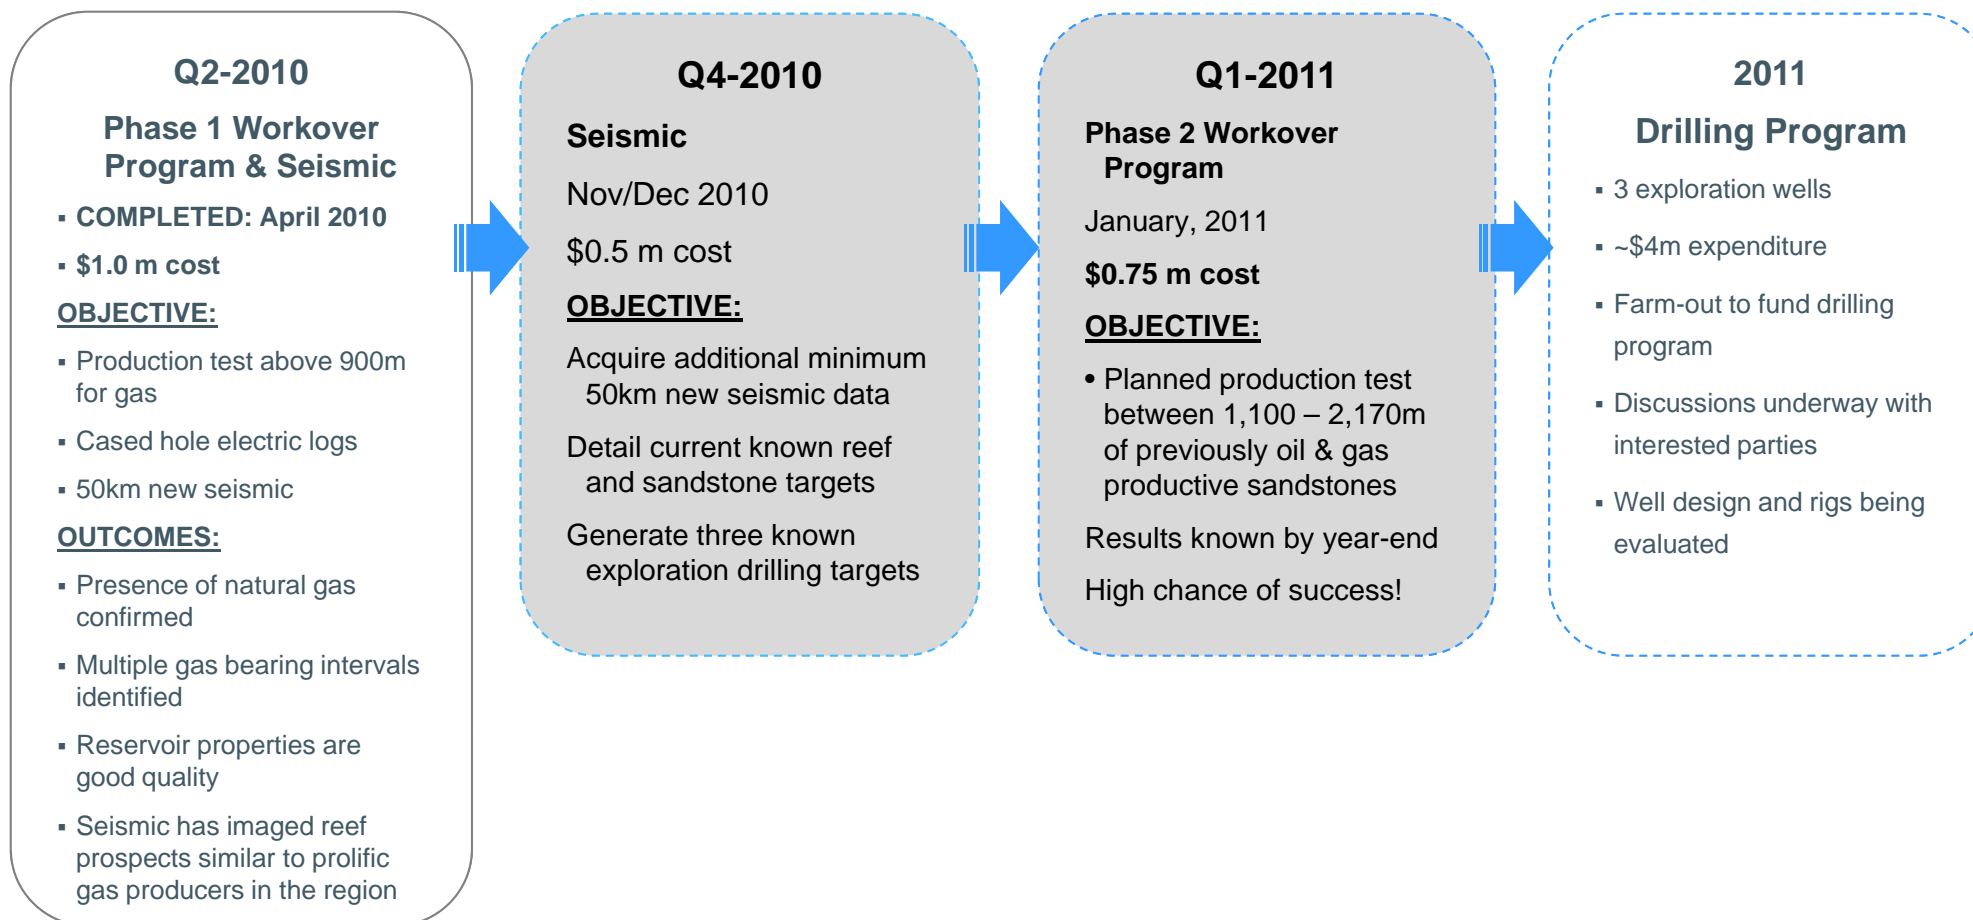 Q2-2010
Phase 1 Workover
Program & Seismic
▪ COMPLETED: April 2010
▪ $1.0 m cost
OBJECTIVE:
▪ Production test above 900m
for gas
▪ Cased hole electric logs
▪ 50km new seismic
OUTCOMES:
▪ Presence of natural gas
confirmed
▪ Multiple gas bearing intervals
identified
▪ Reservoir properties are
good quality
▪ Seismic has imaged reef
prospects similar to prolific
gas producers in the region
Q4-2010
Seismic
Nov/Dec 2010
$0.5 m cost
OBJECTIVE:
Acquire additional minimum
50km new seismic data
Detail current known reef
and sandstone targets
Generate three known
exploration drilling targets
Q1-2011
Phase 2 Workover
Program
January, 2011
$0.75 m cost
OBJECTIVE:
• Planned production test
between 1,100 – 2,170m
of previously oil & gas
productive sandstones
Results known by year-end
High chance of success!
2011
Drilling Program
▪ 3 exploration wells
▪ ~$4m expenditure
▪ Farm-out to fund drilling
program
▪ Discussions underway with
interested parties
▪ Well design and rigs being
evaluated